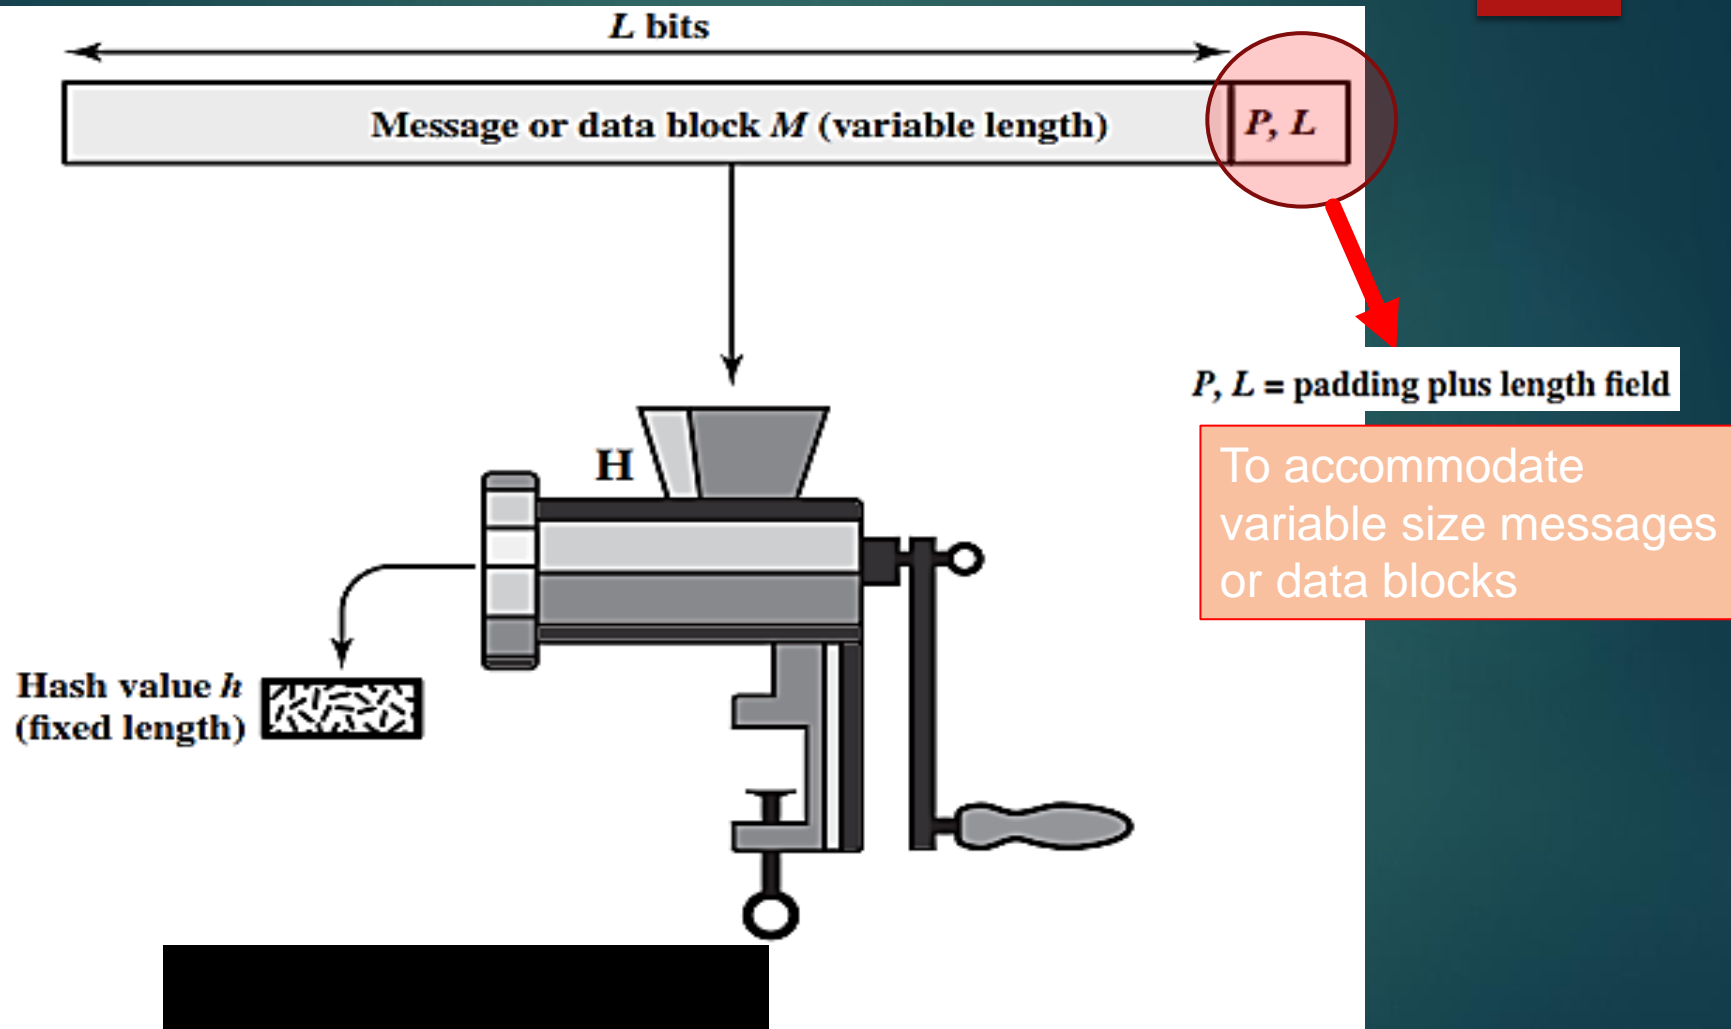 L bits
Message or data block M (variable length)
P, L
P, L = padding plus length field
To accommodate
variable size messages
or data blocks
H
Hash value h
(fixed length)